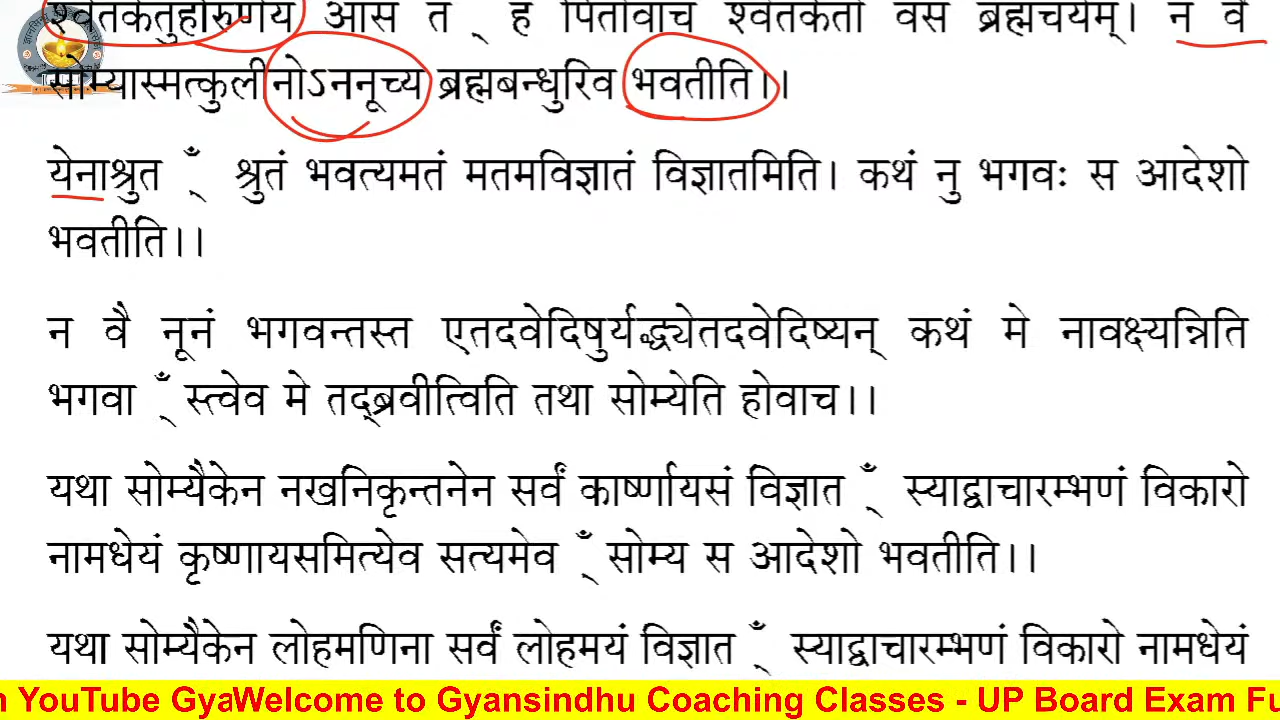 श्वेतकेतुर्हारुणेय आस त ् ँ ह पितोवाच श्वेतकेतो वस ब्रह्मचर्यम्। न वै
सोम्यास्मत्कुलीनोऽननूच्य ब्रह्मबन्धुरिव भवतीति।।
येनाश्रुत ् ँ श्रुतं भवत्यमतं मतमविज्ञातं विज्ञातमिति। कथं नु भगवः स आदेशो
भवतीति।।
न वै नूनं भगवन्तस्त एतदवेदिषुर्यद्ध्येतदवेदिष्यन् कथं मे नावक्ष्यन्निति
भगवा ् ँ स्त्वेव मे तद्ब्रवीत्विति तथा सोम्येति होवाच।।
यथा सोम्यैकेन नखनिकृन्तनेन सर्वं कार्ष्णायसं विज्ञात ् ँ स्याद्वाचारम्भणं विकारो
नामधेयं कृष्णायसमित्येव सत्यमेव ् ँ सोम्य स आदेशो भवतीति।।
यथा सोम्यैकेन लोहमणिना सर्वं लोहमयं विज्ञात ् ँ स्याद्वाचारम्भणं विकारो नामधेयं
n YouTube GyaWelcome to Gyansindhu Coaching Classes - UP Board Exam Fu